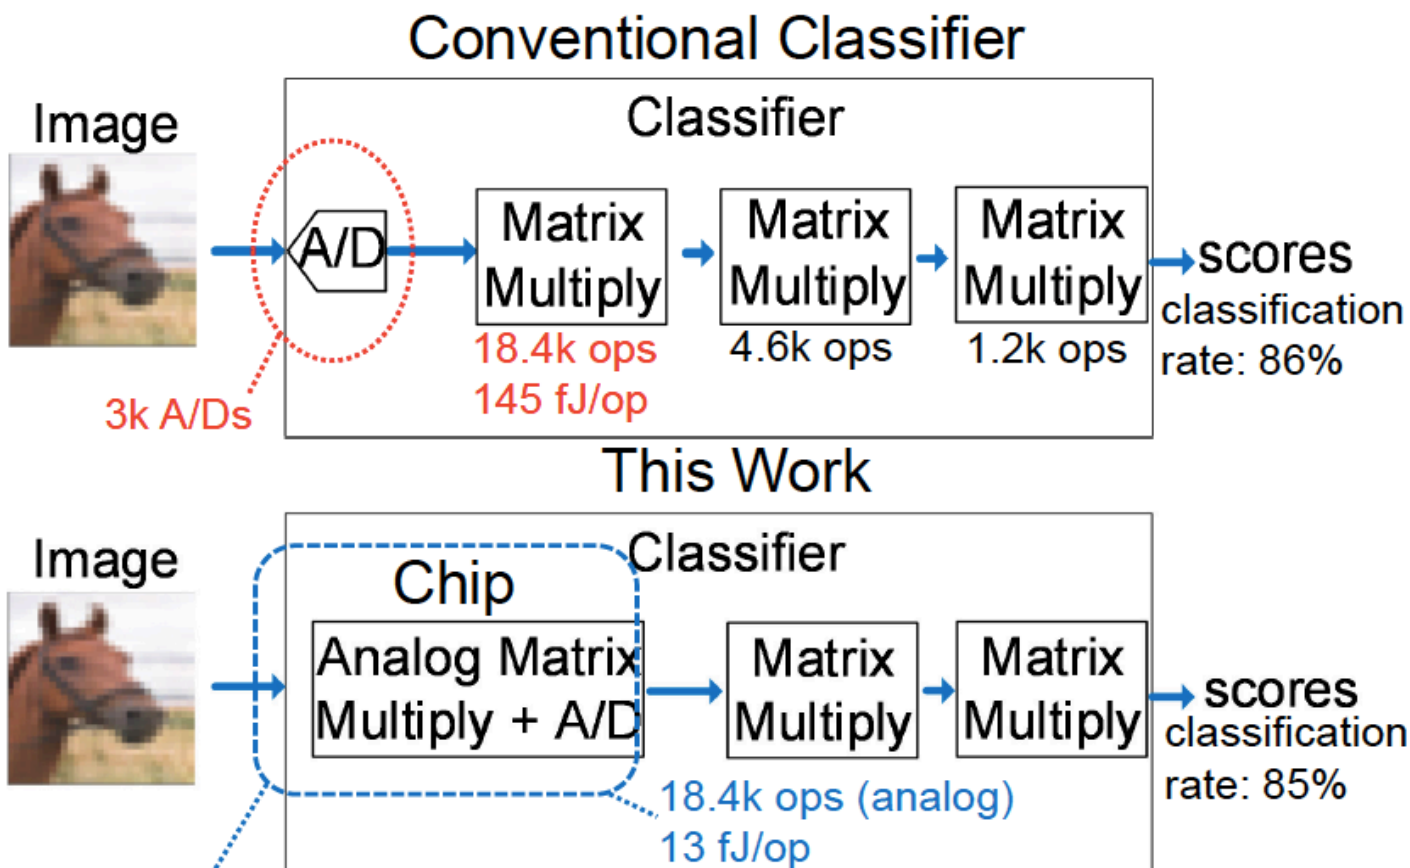 Conventional Classifier
Image
Classifier
A/D
Matrix
Multiply
Matrix
Multiply
Matrix
Multiply
scores
classification
rate: 86%
18.4k ops
145 fJ/op
4.6k ops
1.2k ops
3k A/Ds
This Work
Image
Classifier
Chip
Analog Matrix
Multiply + A/D
Matrix
Multiply
Matrix
Multiply
scores
classification
rate: 85%
18.4k ops (analog)
13 fJ/op